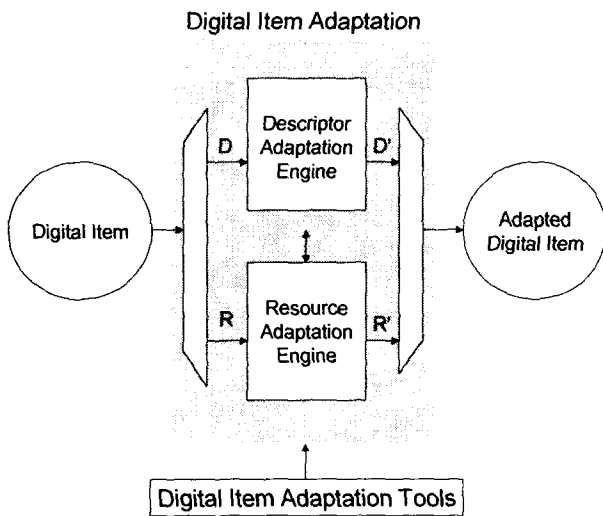 Digital Item Adaptation
D
Descriptor
Adaptation
Engine
D'
Digital Item
Adapted
Digital Item
R
Resource
Adaptation
Engine
R'
Digital Item Adaptation Tools